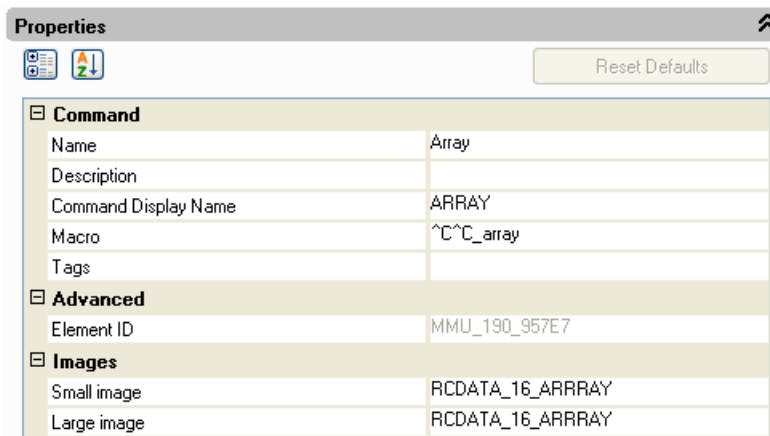 Properties
Reset Defaults
Command
Name Array
Description
Command Display Name ARRAY
Macro ^C^C_array
Tags
Advanced
Element ID MMU_190_957E7
Images
Small image RCDATA_16_ARRRAY
Large image RCDATA_16_ARRRAY